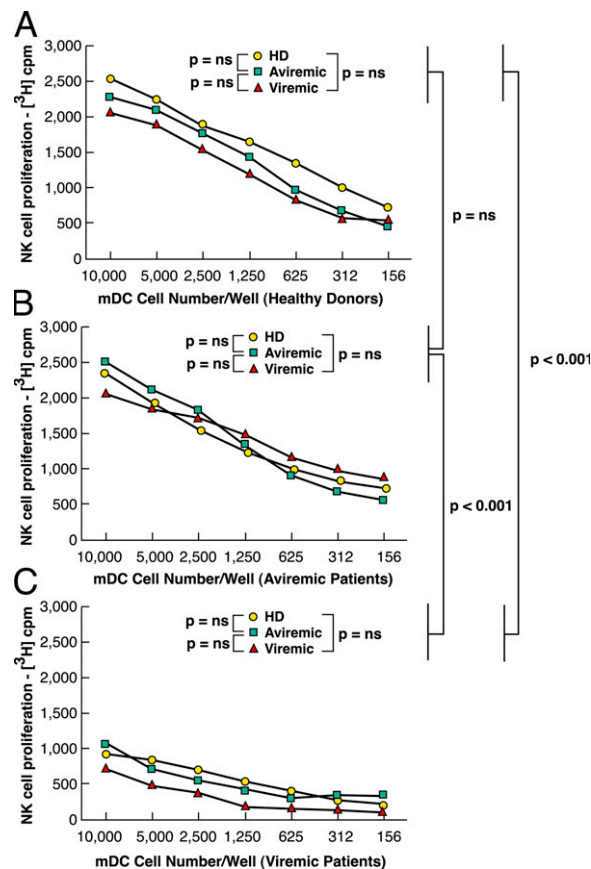 A
NK cell proliferation - [³H] cpm
3,000
2,500
2,000
1,500
1,000
500
0
p = ns
p = ns
HD
Aviremic
Viremic
p = ns
10,000 5,000 2,500 1,250 625 312 156
mDC Cell Number/Well (Healthy Donors)
p = ns
B
NK cell proliferation - [³H] cpm
3,000
2,500
2,000
1,500
1,000
500
0
p = ns
p = ns
HD
Aviremic
Viremic
p = ns
10,000 5,000 2,500 1,250 625 312 156
mDC Cell Number/Well (Aviremic Patients)
p < 0.001
p < 0.001
C
NK cell proliferation - [³H] cpm
3,000
2,500
2,000
1,500
1,000
500
0
p = ns
p = ns
HD
Aviremic
Viremic
p = ns
10,000 5,000 2,500 1,250 625 312 156
mDC Cell Number/Well (Viremic Patients)